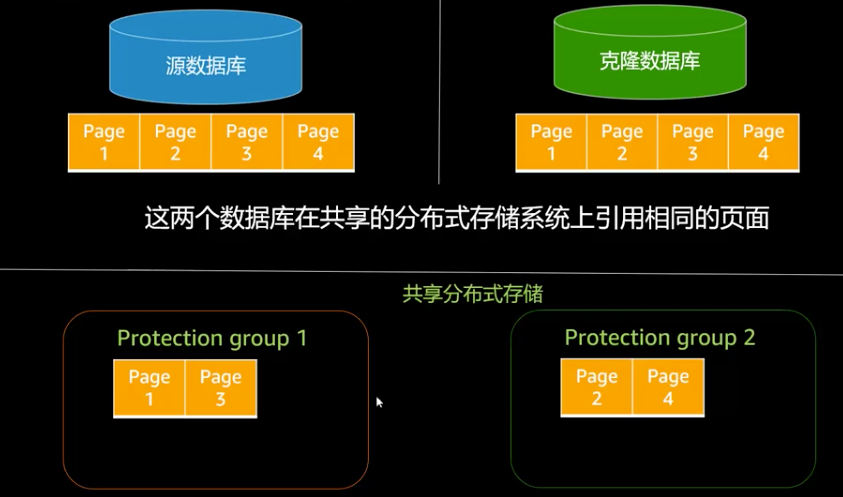 源数据库
克隆数据库
Page 1
Page 2
Page 3
Page 4
Page 1
Page 2
Page 3
Page 4
这两个数据库在共享的分布式存储系统上引用相同的页面
共享分布式存储
Protection group 1
Page 1
Page 3
Protection group 2
Page 2
Page 4